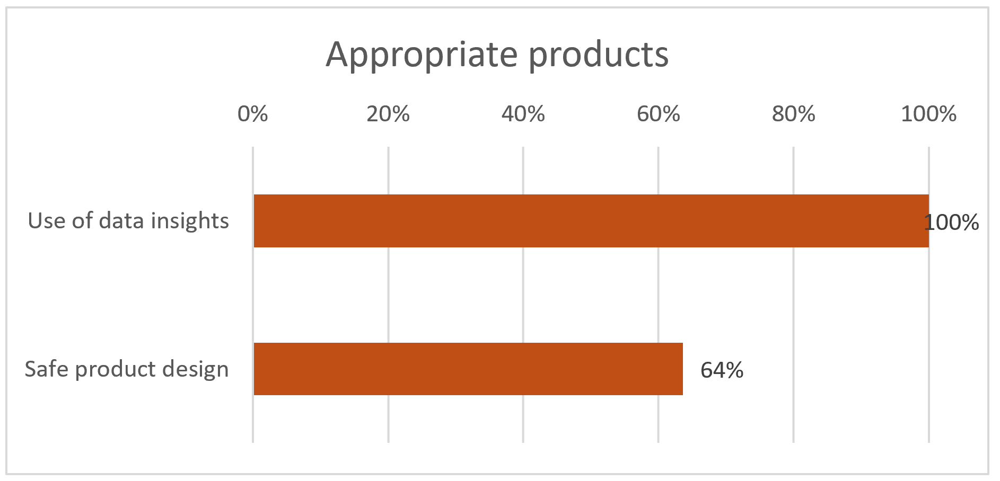 Appropriate products
0% 20% 40% 60% 80% 100%
Use of data insights 100%
Safe product design 64%